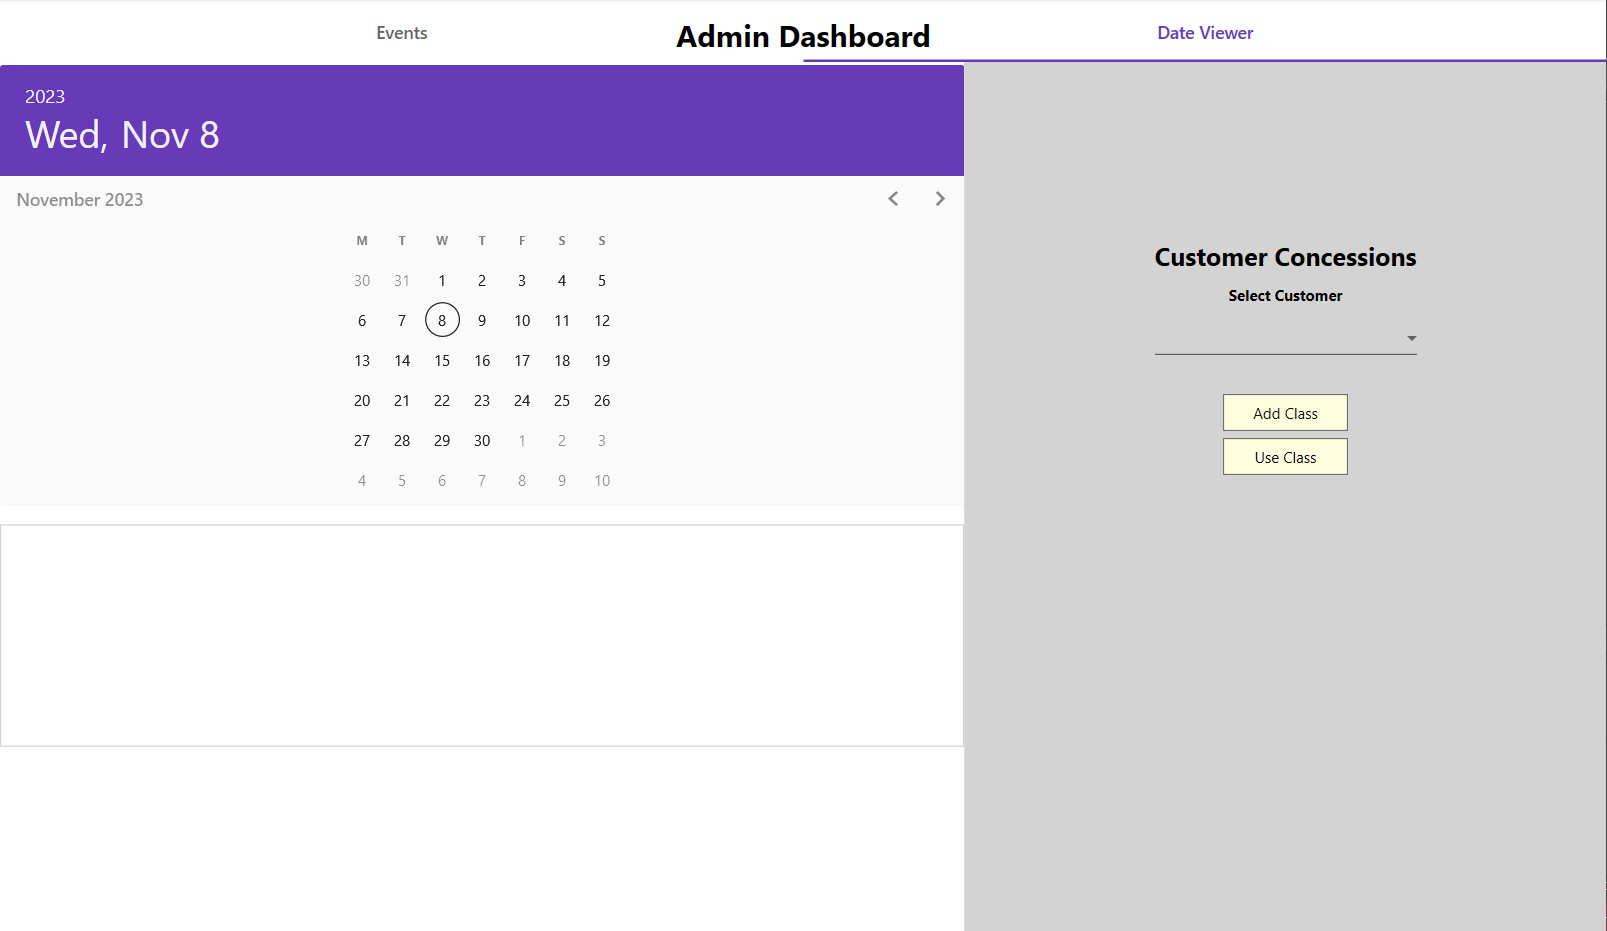 Events Admin Dashboard Date Viewer
2023
Wed, Nov 8
November 2023
M T W T F S S
30 31 1 2 3 4 5
6 7 8 9 10 11 12
13 14 15 16 17 18 19
20 21 22 23 24 25 26
27 28 29 30 1 2 3
4 5 6 7 8 9 10
Customer Concessions
Select Customer
Add Class
Use Class